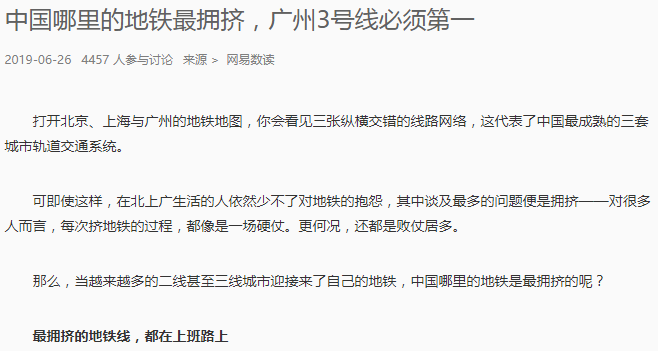 中国哪里的地铁最拥挤，广州3号线必须第一
2019-06-26 4457 人参与讨论 来源 > 网易数读
打开北京、上海与广州的地铁地图，你会看见三张纵横交错的线路网络，这代表了中国最成熟的三套
城市轨道交通系统。
可即使这样，在北上广生活的人依然少不了对地铁的抱怨，其中谈及最多的问题便是拥挤——对很多
人而言，每次挤地铁的过程，都像是一场硬仗。更何况，还都是败仗居多。
那么，当越来越多的二线甚至三线城市迎接来了自己的地铁，中国哪里的地铁是最拥挤的呢？
最拥挤的地铁线，都在上班路上